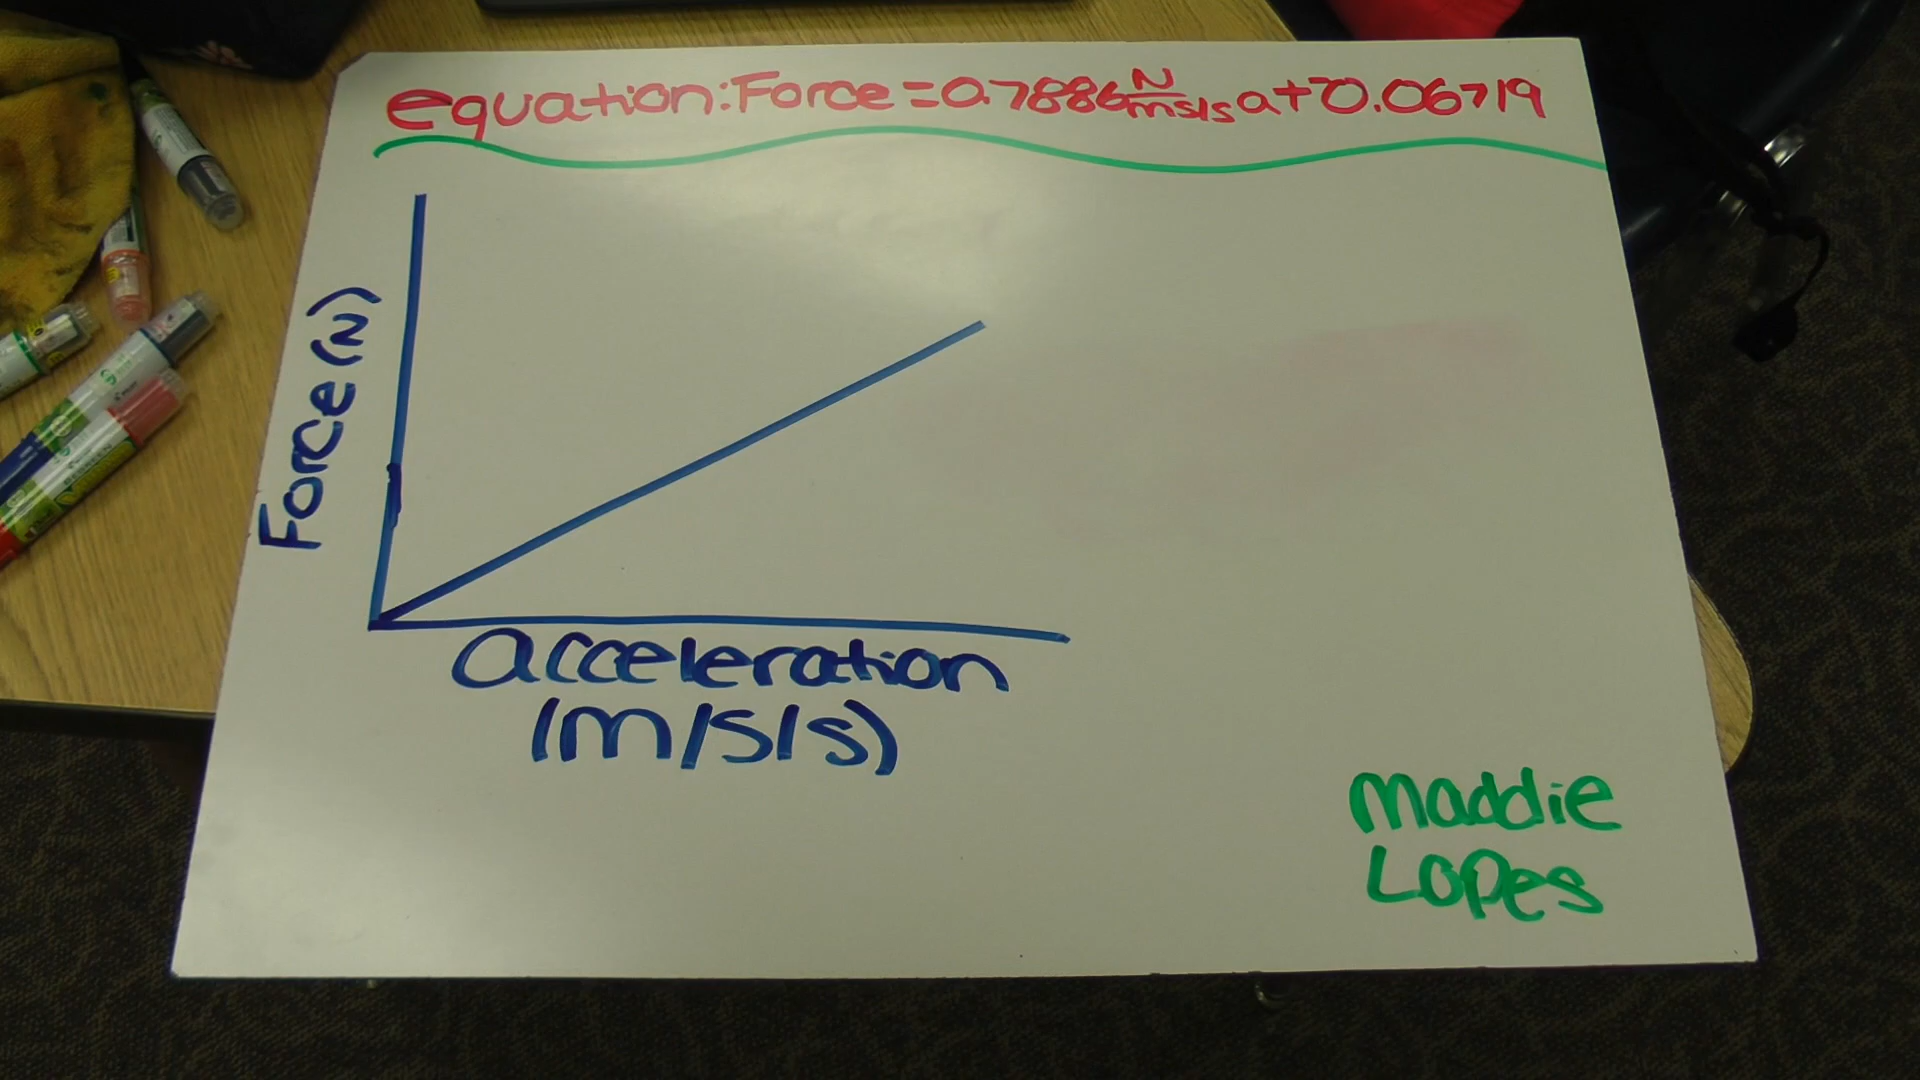 equation: Force = 0.7886 N/m/s/s a + 0.06719
Force (N)
acceleration
(m/s/s)
maddie
Lopes